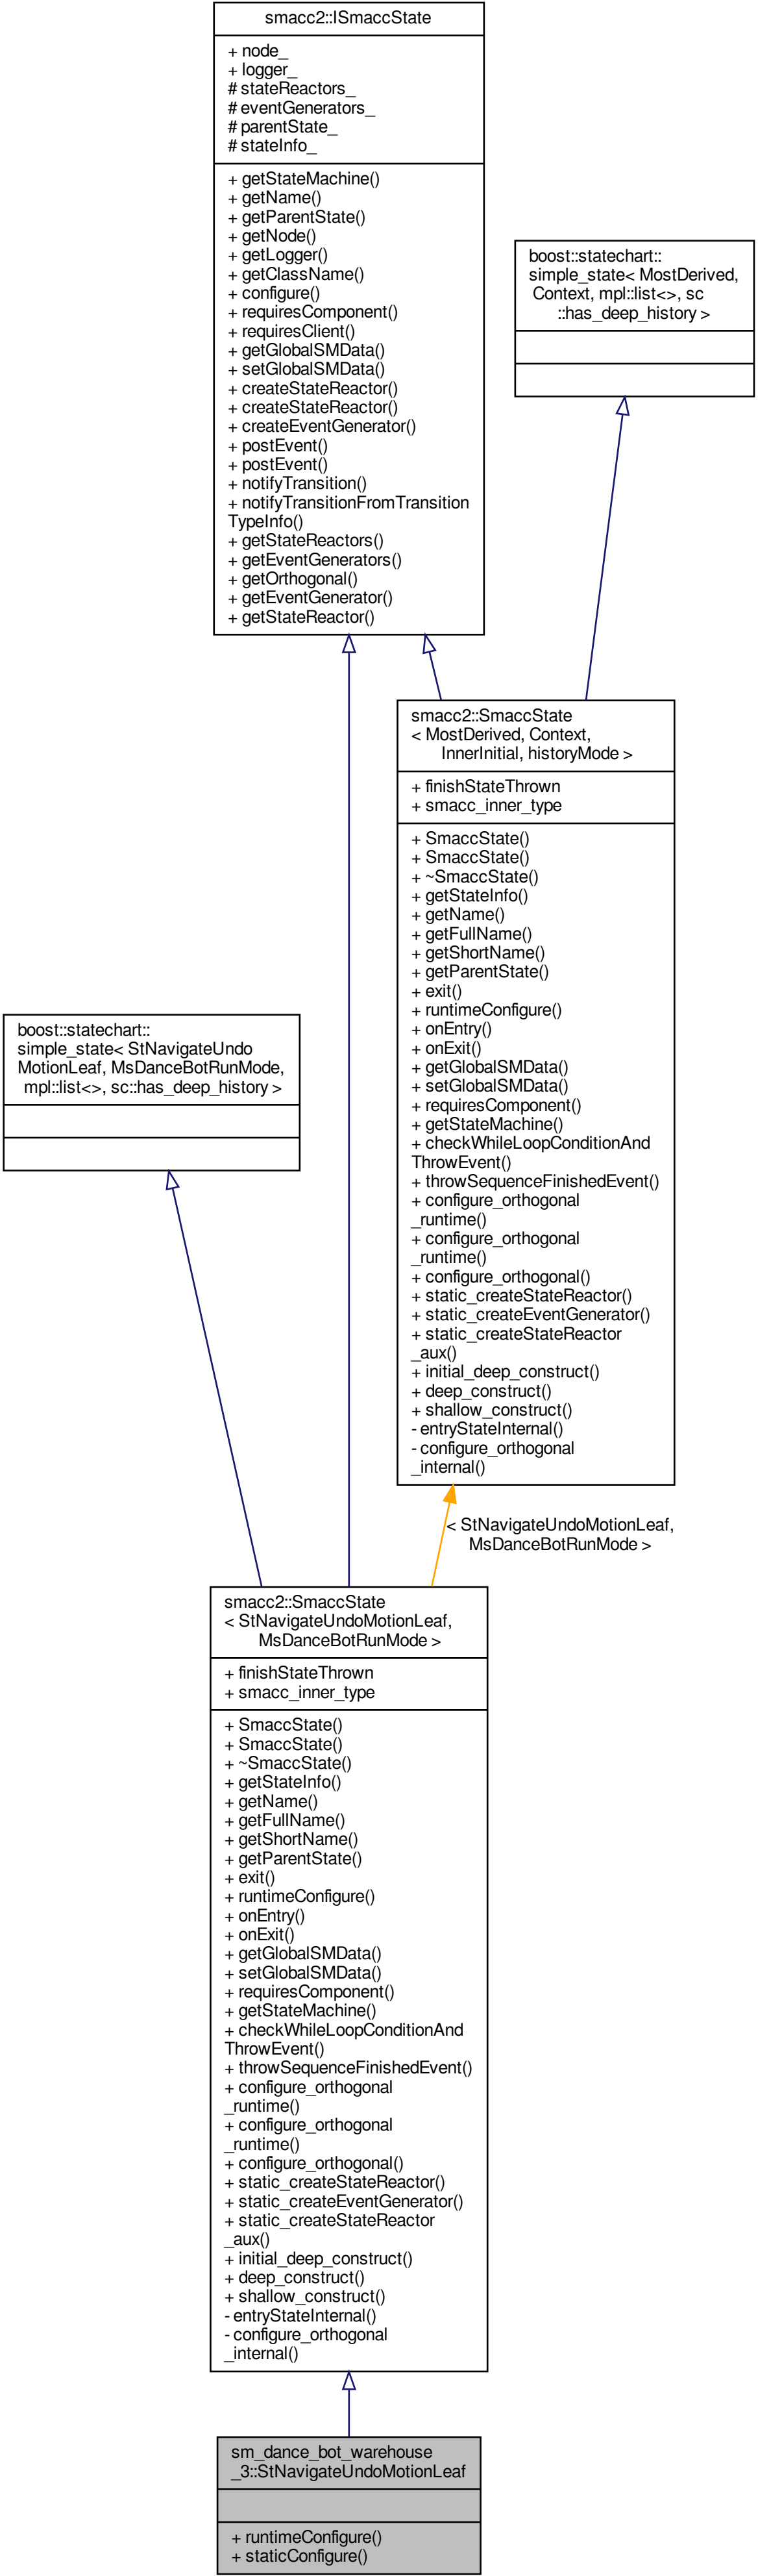 smacc2::ISmaccState
+ node_
+ logger_
# stateReactors_
# eventGenerators_
# parentState_
# stateInfo_
+ getStateMachine()
+ getName()
+ getParentState()
+ getNode()
+ getLogger()
+ getClassName()
+ configure()
+ requiresComponent()
+ requiresClient()
+ getGlobalSMData()
+ setGlobalSMData()
+ createStateReactor()
+ createStateReactor()
+ createEventGenerator()
+ postEvent()
+ postEvent()
+ notifyTransition()
+ notifyTransitionFromTransition
TypeInfo()
+ getStateReactors()
+ getEventGenerators()
+ getOrthogonal()
+ getEventGenerator()
+ getStateReactor()
boost::statechart::
simple_state< MostDerived,
Context, mpl::list<>, sc
::has_deep_history >
smacc2::SmaccState
< MostDerived, Context,
InnerInitial, historyMode >
+ finishStateThrown
+ smacc_inner_type
+ SmaccState()
+ SmaccState()
+ ~SmaccState()
+ getStateInfo()
+ getName()
+ getFullName()
+ getShortName()
+ getParentState()
+ exit()
+ runtimeConfigure()
+ onEntry()
+ onExit()
+ getGlobalSMData()
+ setGlobalSMData()
+ requiresComponent()
+ getStateMachine()
+ checkWhileLoopConditionAnd
ThrowEvent()
+ throwSequenceFinishedEvent()
+ configure_orthogonal
_runtime()
+ configure_orthogonal
_runtime()
+ configure_orthogonal()
+ static_createStateReactor()
+ static_createEventGenerator()
+ static_createStateReactor
_aux()
+ initial_deep_construct()
+ deep_construct()
+ shallow_construct()
- entryStateInternal()
- configure_orthogonal
_internal()
boost::statechart::
simple_state< StNavigateUndo
MotionLeaf, MsDanceBotRunMode,
mpl::list<>, sc::has_deep_history >
< StNavigateUndoMotionLeaf,
MsDanceBotRunMode >
smacc2::SmaccState
< StNavigateUndoMotionLeaf,
MsDanceBotRunMode >
+ finishStateThrown
+ smacc_inner_type
+ SmaccState()
+ SmaccState()
+ ~SmaccState()
+ getStateInfo()
+ getName()
+ getFullName()
+ getShortName()
+ getParentState()
+ exit()
+ runtimeConfigure()
+ onEntry()
+ onExit()
+ getGlobalSMData()
+ setGlobalSMData()
+ requiresComponent()
+ getStateMachine()
+ checkWhileLoopConditionAnd
ThrowEvent()
+ throwSequenceFinishedEvent()
+ configure_orthogonal
_runtime()
+ configure_orthogonal
_runtime()
+ configure_orthogonal()
+ static_createStateReactor()
+ static_createEventGenerator()
+ static_createStateReactor
_aux()
+ initial_deep_construct()
+ deep_construct()
+ shallow_construct()
- entryStateInternal()
- configure_orthogonal
_internal()
sm_dance_bot_warehouse
_3::StNavigateUndoMotionLeaf
+ runtimeConfigure()
+ staticConfigure()